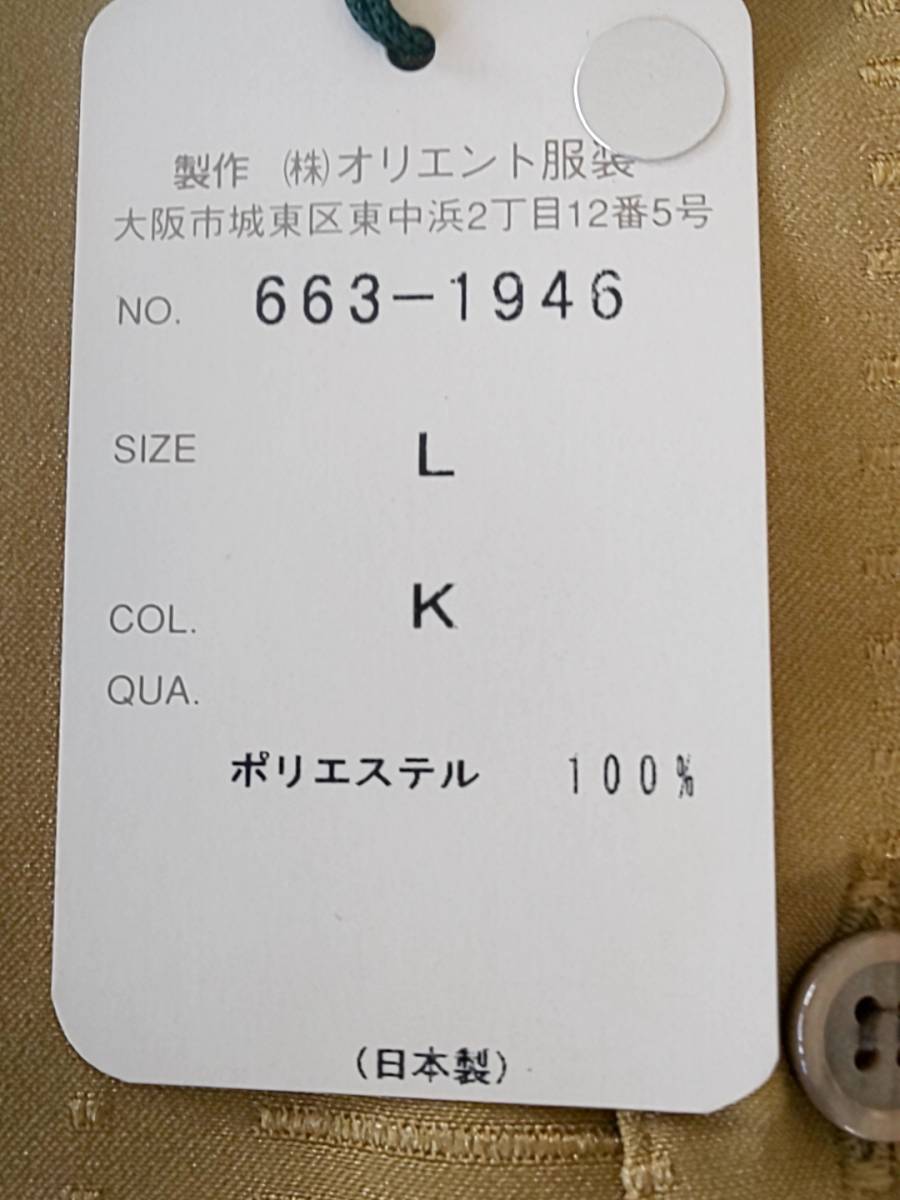 製作 ㈱オリエント服装
大阪市城東区東中浜2丁目12番5号
NO. 663-1946
SIZE L
COL. K
QUA.
ポリエステル 100%
(日本製)